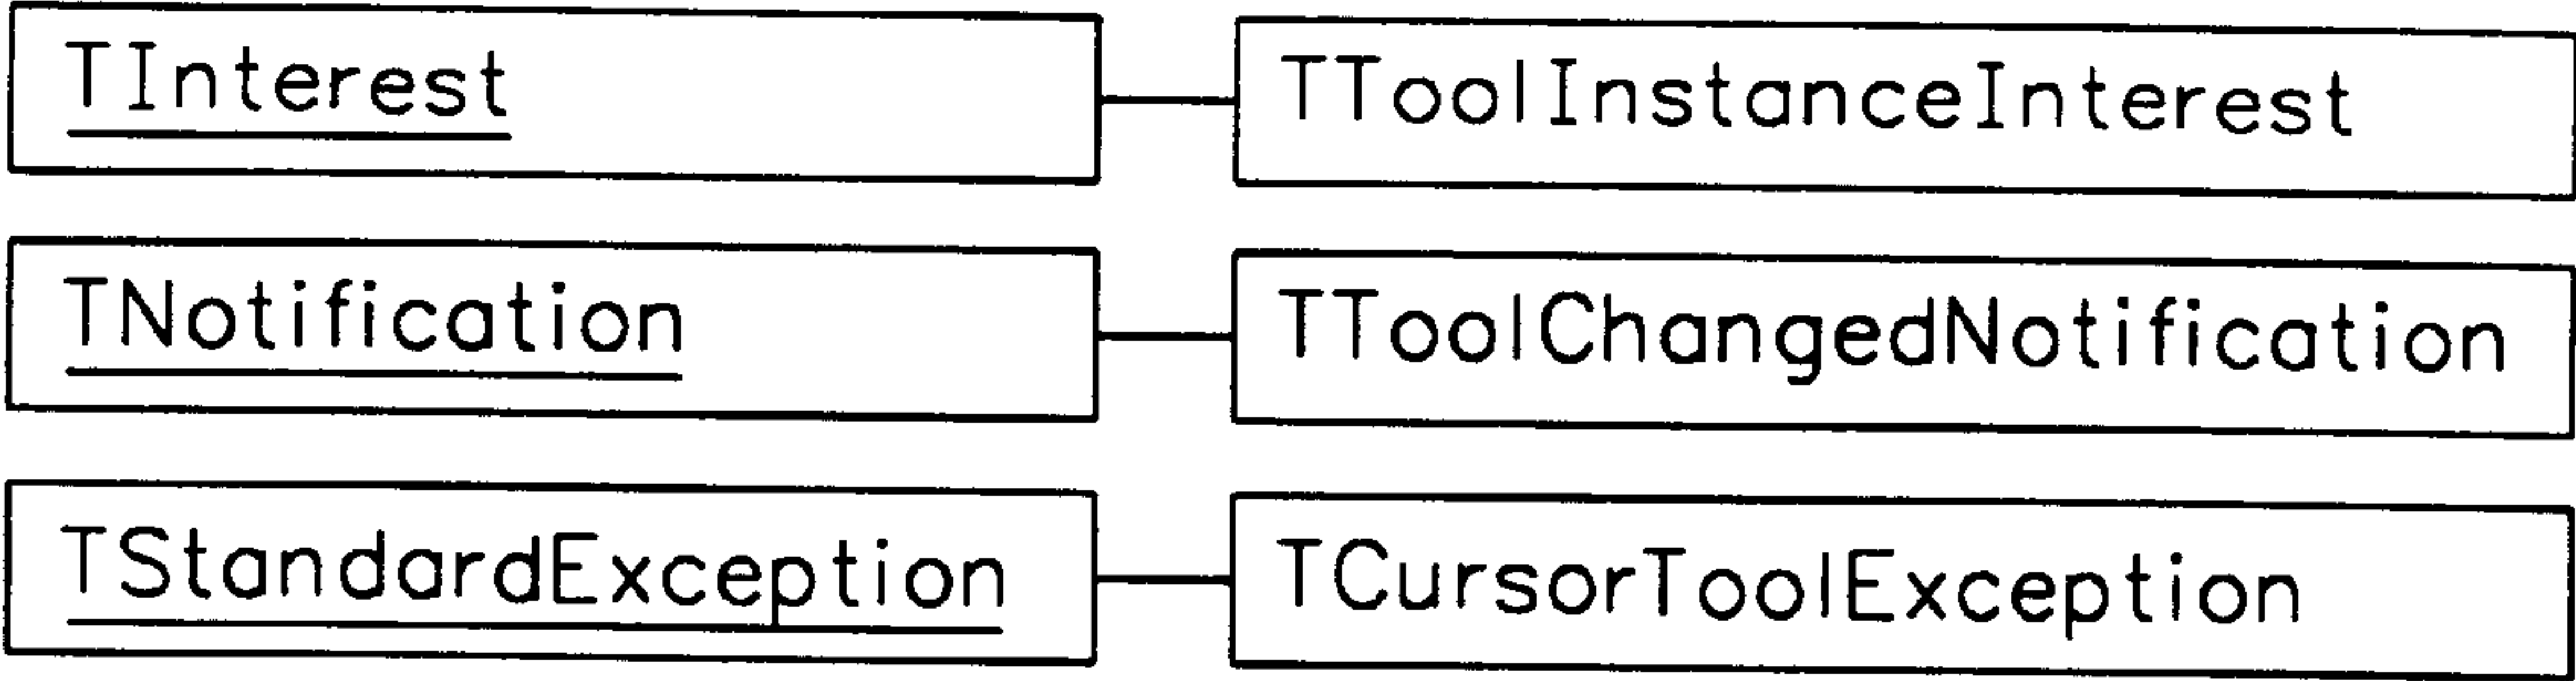 TInterest
TToolInstanceInterest
TNotification
TToolChangedNotification
TStandardException
TCursorToolException